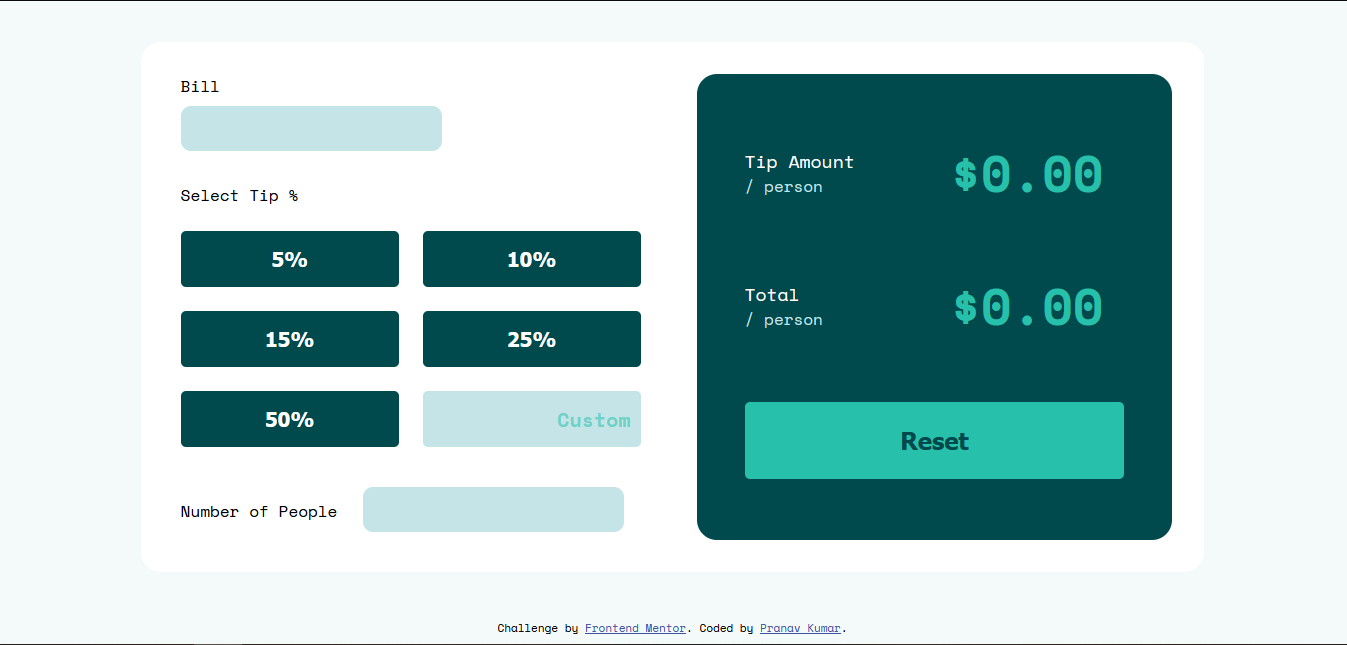 Bill
Select Tip %
5%
10%
15%
25%
50%
Custom
Number of People
Tip Amount
/ person
$0.00
Total
/ person
$0.00
Reset
Challenge by Frontend Mentor. Coded by Pranav Kumar.